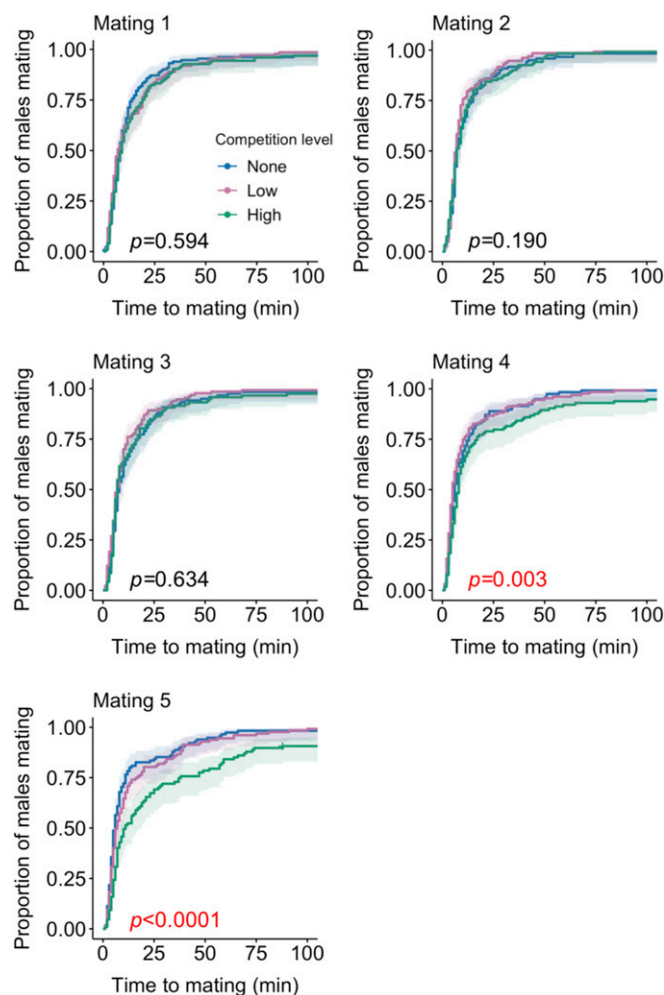 Mating 1
Proportion of males mating
1.00
0.75
0.50
0.25
0.00
Competition level
None
Low
High
p=0.594
0 25 50 75 100
Time to mating (min)
Mating 2
Proportion of males mating
1.00
0.75
0.50
0.25
0.00
p=0.190
0 25 50 75 100
Time to mating (min)
Mating 3
Proportion of males mating
1.00
0.75
0.50
0.25
0.00
p=0.634
0 25 50 75 100
Time to mating (min)
Mating 4
Proportion of males mating
1.00
0.75
0.50
0.25
0.00
p=0.003
0 25 50 75 100
Time to mating (min)
Mating 5
Proportion of males mating
1.00
0.75
0.50
0.25
0.00
p<0.0001
0 25 50 75 100
Time to mating (min)